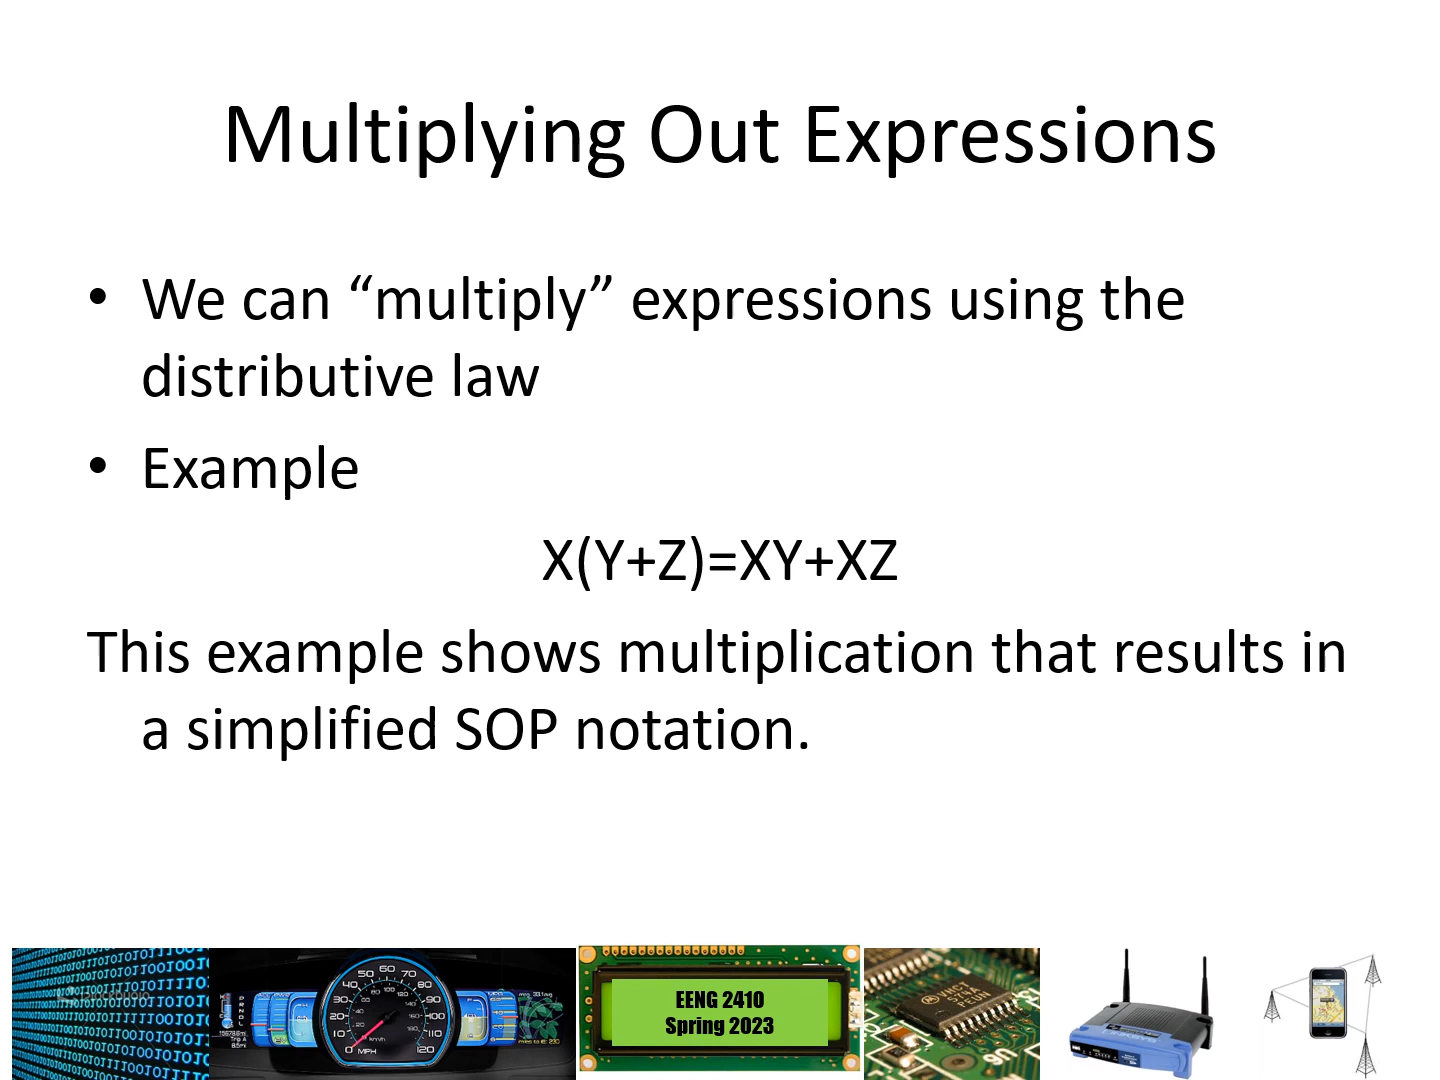 Multiplying Out Expressions
• We can “multiply” expressions using the
distributive law
• Example
X(Y+Z)=XY+XZ
This example shows multiplication that results in
a simplified SOP notation.
EENG 2410
Spring 2023